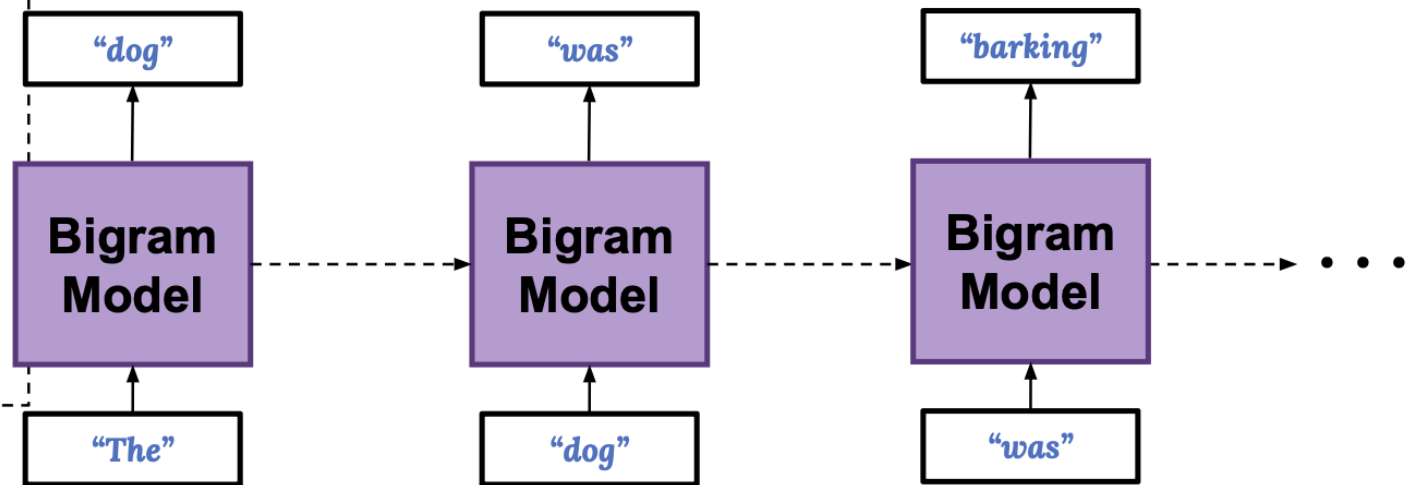 “dog”
“was”
“barking”
Bigram
Model
Bigram
Model
Bigram
Model
“The”
“dog”
“was”